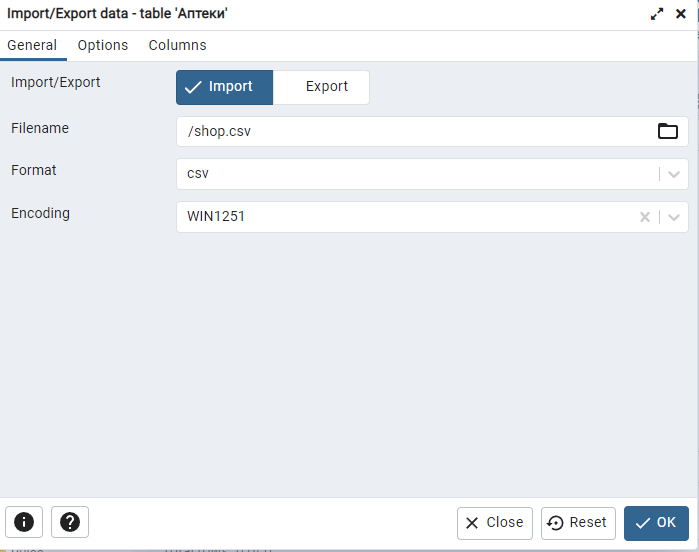 Import/Export data - table 'Аптеки'
General Options Columns
Import/Export Import Export
Filename /shop.csv
Format csv
Encoding WIN1251
Close Reset OK